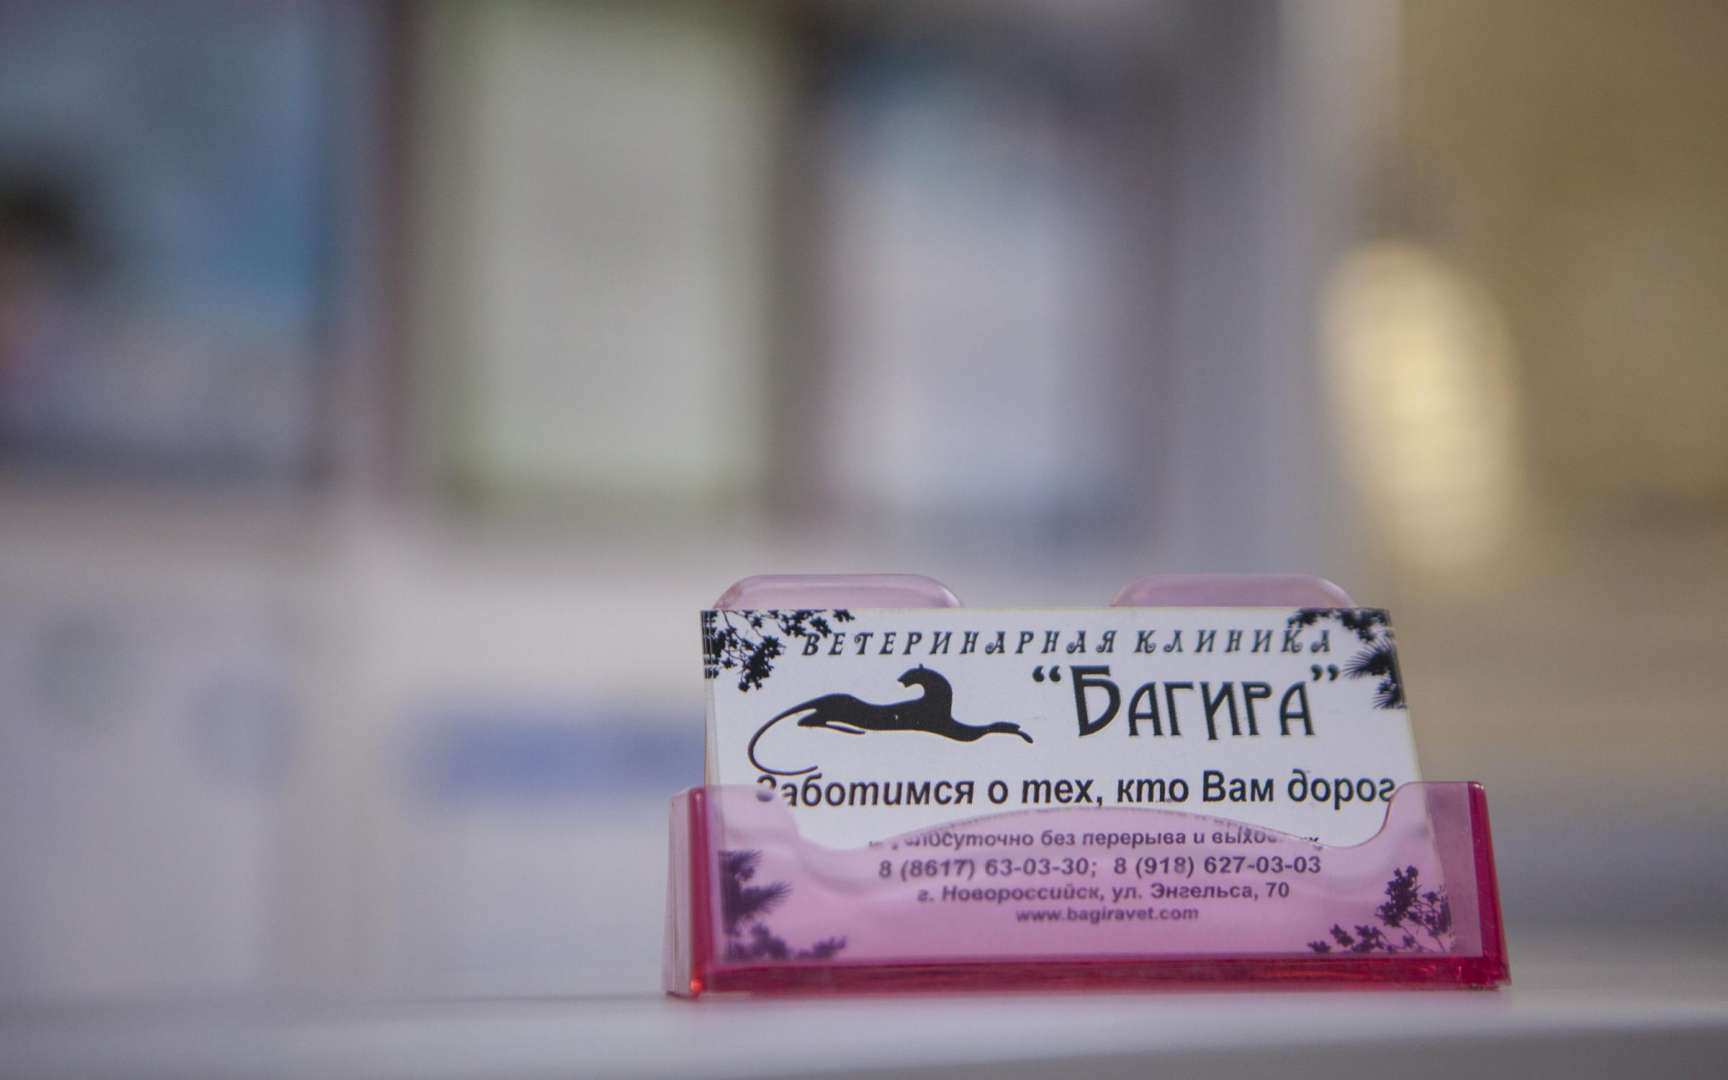 ВЕТЕРИНАРНАЯ КЛИНИКА
“БАГИРА”
Заботимся о тех, кто Вам дорог
без перерыва и
8 (8617) 63-03-30; 8 (918) 627-03-03
г. Новороссийск, ул. Энгельса, 70
www.bagiravet.com